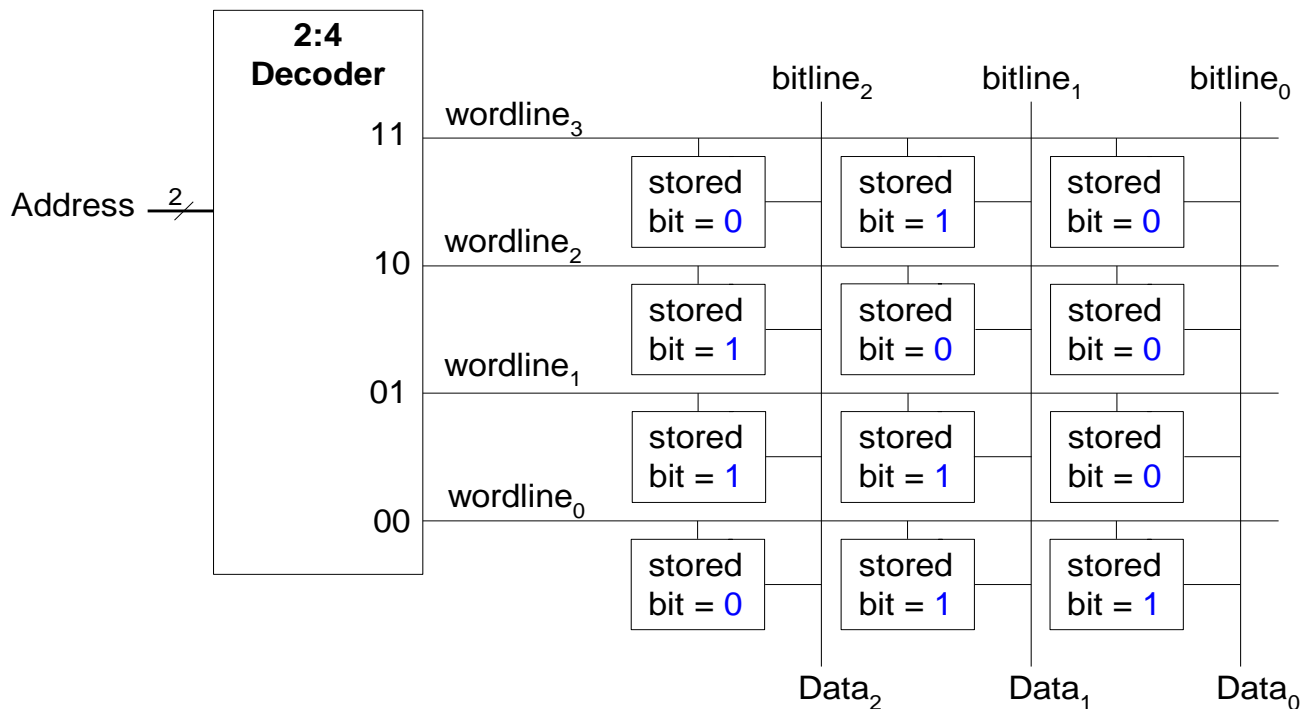 2:4
Decoder
bitline₂ bitline₁ bitline₀
wordline₃
11
stored stored stored
bit = 0 bit = 1 bit = 0
Address 2
wordline₂
10
stored stored stored
bit = 1 bit = 0 bit = 0
wordline₁
01
stored stored stored
bit = 1 bit = 1 bit = 0
wordline₀
00
stored stored stored
bit = 0 bit = 1 bit = 1
Data₂ Data₁ Data₀